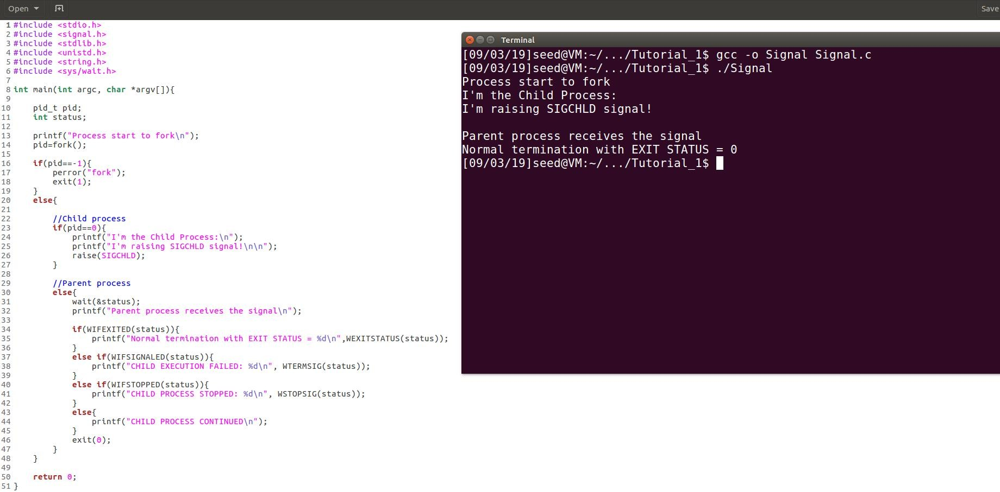 Open
Save
1 #include <stdio.h>
2 #include <signal.h>
3 #include <stdlib.h>
4 #include <unistd.h>
5 #include <string.h>
6 #include <sys/wait.h>
7
8 int main(int argc, char *argv[]){
9
10     pid_t pid;
11     int status;
12
13     printf("Process start to fork\n");
14     pid=fork();
15
16     if(pid==-1){
17         perror("fork");
18         exit(1);
19     }
20     else{
21
22         //Child process
23         if(pid==0){
24             printf("I'm the Child Process:\n");
25             printf("I'm raising SIGCHLD signal!\n\n");
26             raise(SIGCHLD);
27         }
28
29         //Parent process
30         else{
31             wait(&status);
32             printf("Parent process receives the signal\n");
33
34             if(WIFEXITED(status)){
35                 printf("Normal termination with EXIT STATUS = %d\n",WEXITSTATUS(status));
36             }
37             else if(WIFSIGNALED(status)){
38                 printf("CHILD EXECUTION FAILED: %d\n", WTERMSIG(status));
39             }
40             else if(WIFSTOPPED(status)){
41                 printf("CHILD PROCESS STOPPED: %d\n", WSTOPSIG(status));
42             }
43             else{
44                 printf("CHILD PROCESS CONTINUED\n");
45             }
46             exit(0);
47         }
48     }
49
50     return 0;
51 }
Terminal
[09/03/19]seed@VM:~/.../Tutorial_1$ gcc -o Signal Signal.c
[09/03/19]seed@VM:~/.../Tutorial_1$ ./Signal
Process start to fork
I'm the Child Process:
I'm raising SIGCHLD signal!

Parent process receives the signal
Normal termination with EXIT STATUS = 0
[09/03/19]seed@VM:~/.../Tutorial_1$